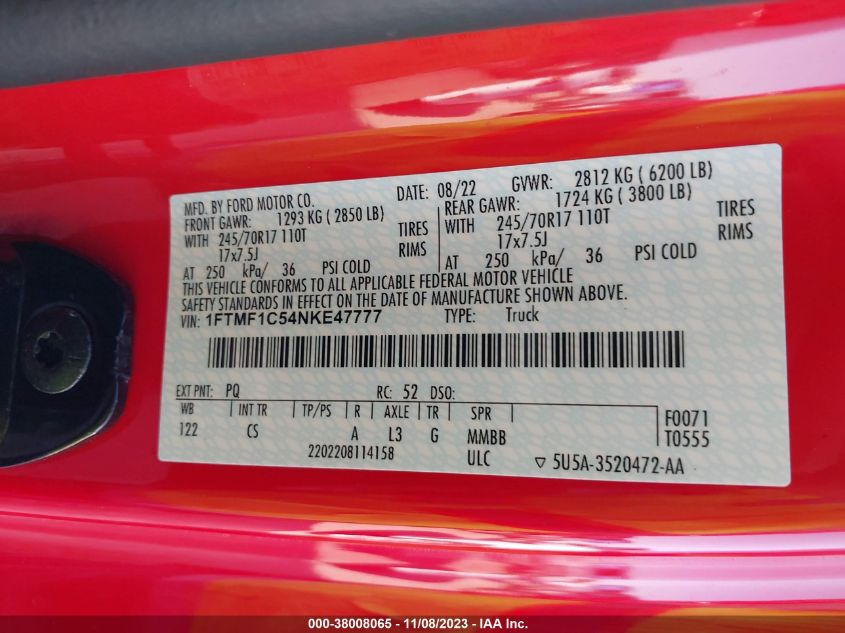 MFD. BY FORD MOTOR CO. DATE: 08/22 GVWR: 2812 KG ( 6200 LB)
FRONT GAWR: 1293 KG ( 2850 LB) REAR GAWR: 1724 KG ( 3800 LB)
WITH 245/70R17 110T TIRES WITH 245/70R17 110T TIRES
17x7.5J RIMS 17x7.5J RIMS
AT 250 kPa/ 36 PSI COLD AT 250 kPa/ 36 PSI COLD
THIS VEHICLE CONFORMS TO ALL APPLICABLE FEDERAL MOTOR VEHICLE
SAFETY STANDARDS IN EFFECT ON THE DATE OF MANUFACTURE SHOWN ABOVE.
VIN: 1FTMF1C54NKE47777 TYPE: Truck
EXT PNT: PQ RC: 52 DSO:
WB INT TR TP/PS R AXLE TR SPR F0071
122 CS A L3 G MMBB T0555
2202208114158 ULC ▽ 5U5A-3520472-AA
000-38008065 - 11/08/2023 - IAA Inc.